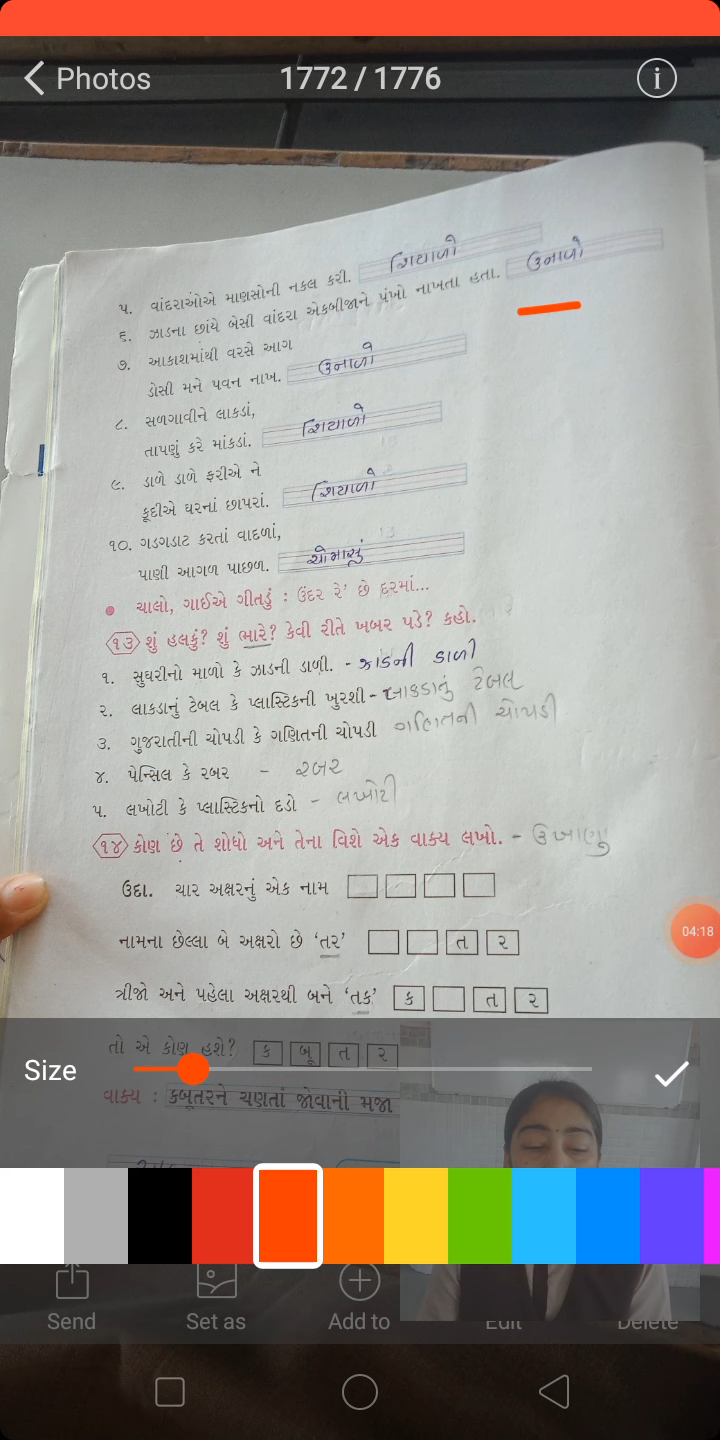 Photos 1772 / 1776
૫. વાંદરાઓએ માણસોની નકલ કરી. શિયાળો
૬. ઝાડના છાંયે બેસી વાંદરા એકબીજાને પંખો નાખતા હતા. ઉનાળો
૭. આકાશમાંથી વરસે આગ
ડોસી મને પવન નાખ. ઉનાળો
૮. સળગાવીને લાકડાં,
તાપણું કરે માંકડાં. શિયાળો
૯. ડાળે ડાળે ફરીએ ને
કૂદીએ ઘરનાં છાપરાં. શિયાળો
૧૦. ગડગડાટ કરતાં વાદળાં,
પાણી આગળ પાછળ. ચોમાસું
• ચાલો, ગાઈએ ગીતડું : ઉંદર રે' છે દરમાં...
૧૩ શું હલકું? શું ભારે? કેવી રીતે ખબર પડે? કહો.
૧. સુઘરીનો માળો કે ઝાડની ડાળી. - ઝાડની ડાળી
૨. લાકડાનું ટેબલ કે પ્લાસ્ટિકની ખુરશી - લાકડાનું ટેબલ
૩. ગુજરાતીની ચોપડી કે ગણિતની ચોપડી ગણિતની ચોપડી
૪. પેન્સિલ કે રબર - રબર
૫. લખોટી કે પ્લાસ્ટિકનો દડો - લખોટી
૧૪ કોણ છે તે શોધો અને તેના વિશે એક વાક્ય લખો. - ઉખાણુ
ઉદા. ચાર અક્ષરનું એક નામ
નામના છેલ્લા બે અક્ષરો છે ‘તર’ ત ર
04:18
ત્રીજો અને પહેલા અક્ષરથી બને ‘તક’ ક ત ર
તો એ કોણ હશે? ક બૂ ત ર
Size
વાક્ય : કબૂતરને ચણતાં જોવાની મજા
Send Set as Add to Edit Delete